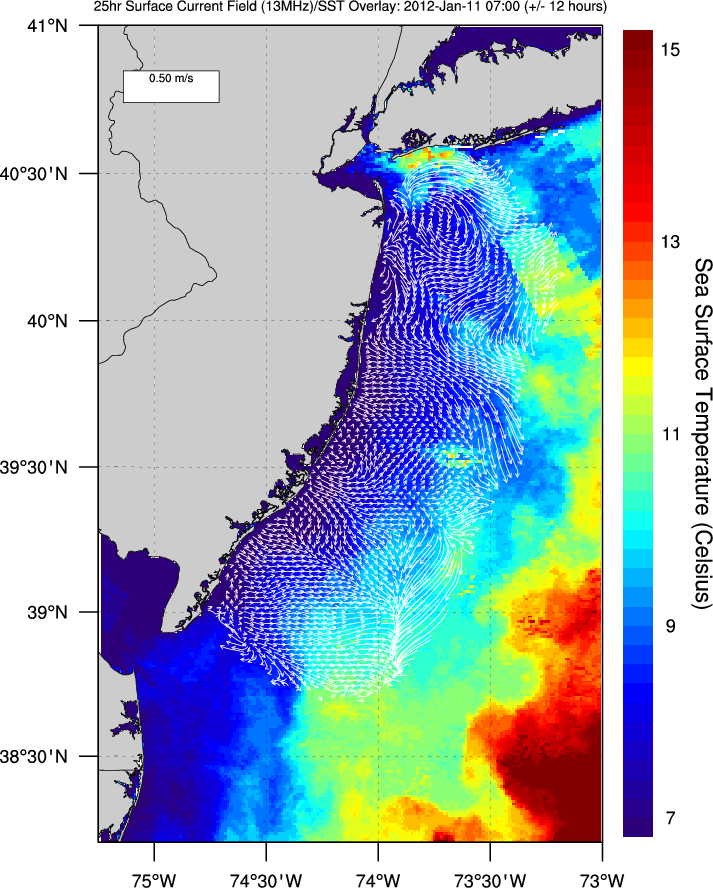 25hr Surface Current Field (13MHz)/SST Overlay: 2012-Jan-11 07:00 (+/- 12 hours)
41°N
0.50 m/s
40°30'N
40°N
39°30'N
39°N
38°30'N
75°W
74°30'W
74°W
73°30'W
73°W
15
13
11
9
7
Sea Surface Temperature (Celsius)